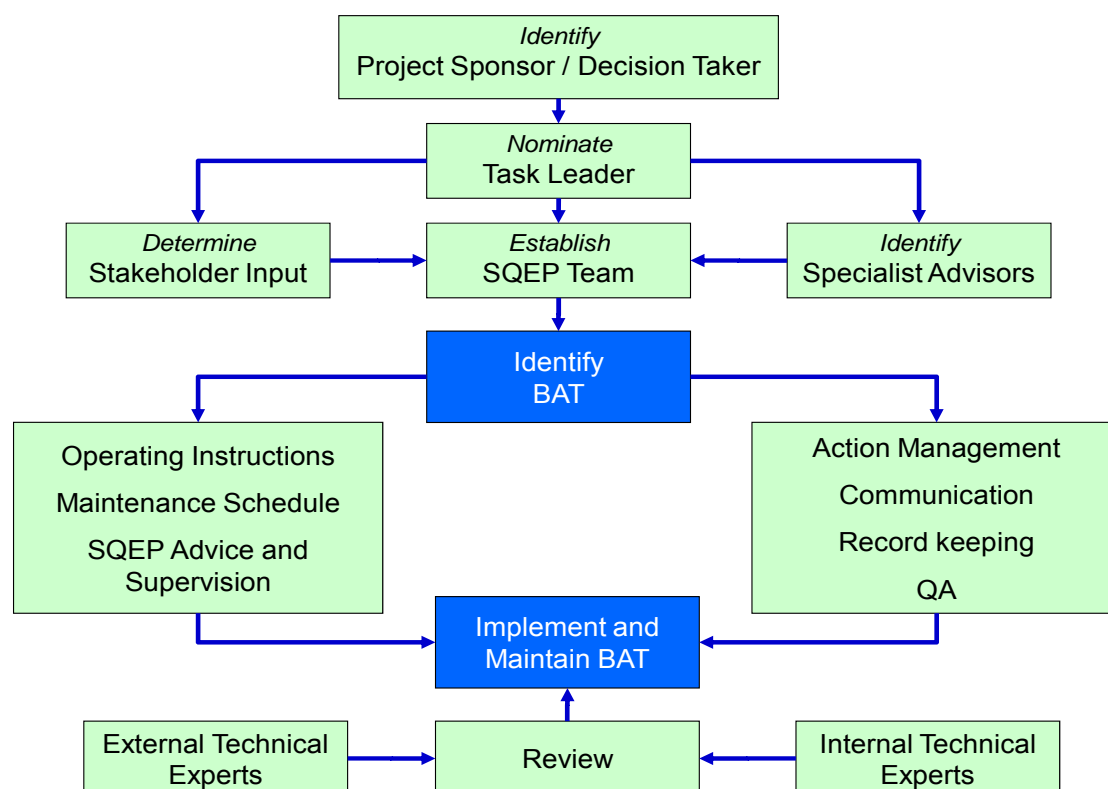 Identify
Project Sponsor / Decision Taker
Nominate
Task Leader
Determine
Stakeholder Input
Establish
SQEP Team
Identify
Specialist Advisors
Identify
BAT
Operating Instructions
Maintenance Schedule
SQEP Advice and
Supervision
Action Management
Communication
Record keeping
QA
Implement and
Maintain BAT
External Technical
Experts
Review
Internal Technical
Experts